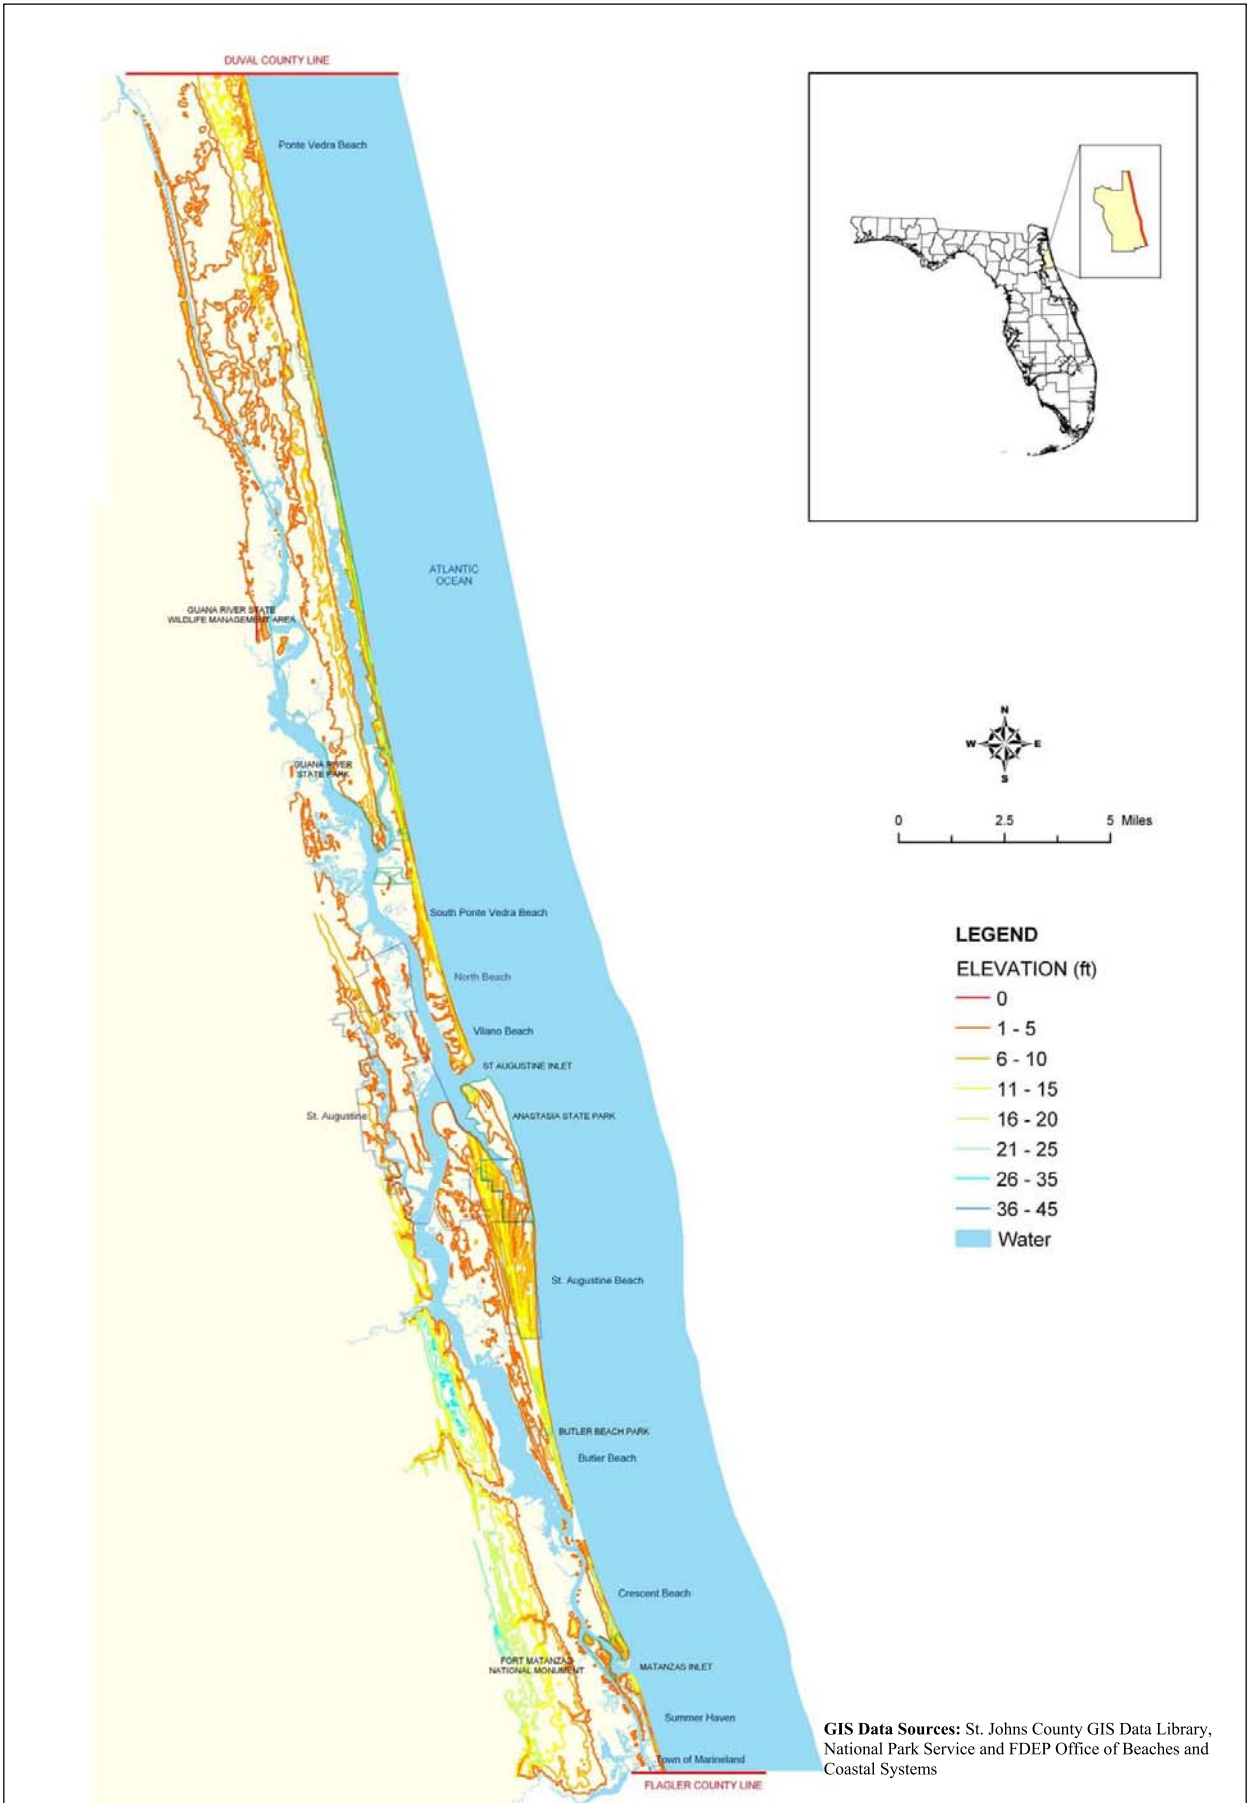 DUVAL COUNTY LINE
Ponte Vedra Beach
ATLANTIC
OCEAN
GUANA RIVER STATE
WILDLIFE MANAGEMENT AREA
N
W E
S
GUANA RIVER
STATE PARK
0 2.5 5 Miles
South Ponte Vedra Beach
LEGEND
ELEVATION (ft)
0
1 - 5
6 - 10
11 - 15
16 - 20
21 - 25
26 - 35
36 - 45
Water
North Beach
Vilano Beach
ST AUGUSTINE INLET
St. Augustine
ANASTASIA STATE PARK
St. Augustine Beach
BUTLER BEACH PARK
Butler Beach
Crescent Beach
FORT MATANZAS
NATIONAL MONUMENT
MATANZAS INLET
Summer Haven
Town of Marineland
FLAGLER COUNTY LINE
GIS Data Sources: St. Johns County GIS Data Library,
National Park Service and FDEP Office of Beaches and
Coastal Systems